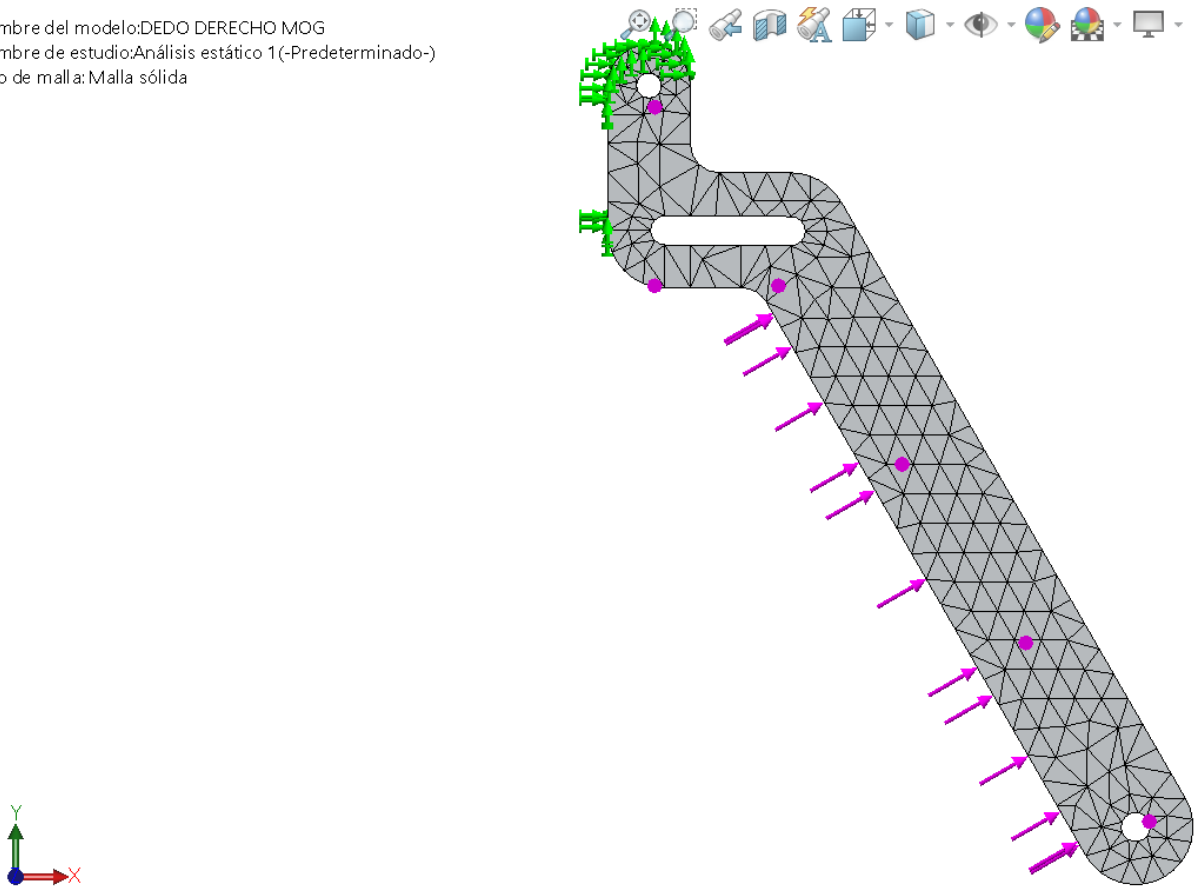 mbre del modelo:DEDO DERECHO MOG
mbre de estudio:Análisis estático 1(-Predeterminado-)
o de malla: Malla sólida
Y
X